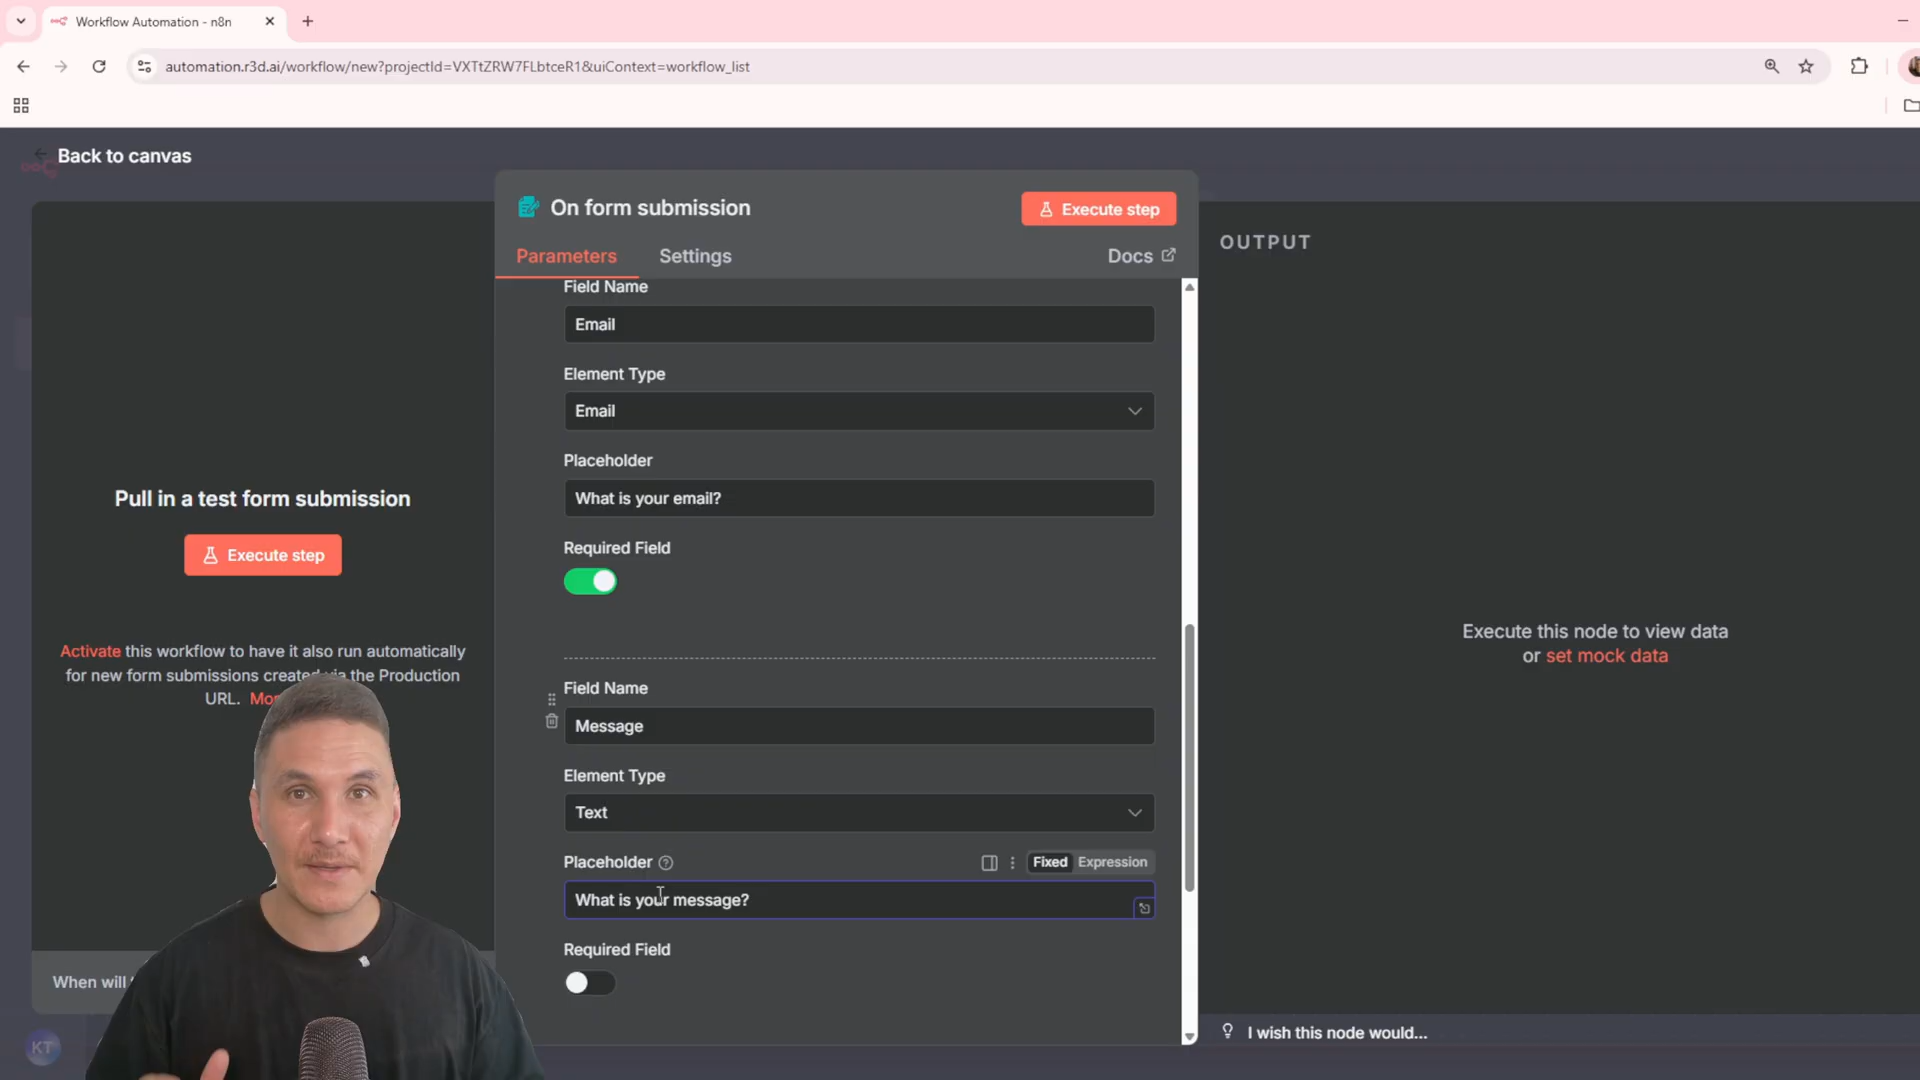 Workflow Automation - n8n
automation.r3d.ai/workflow/new?projectId=VXTtZRW7FLbtceR1&uiContext=workflow_list
Back to canvas
On form submission
Execute step
Parameters
Settings
Docs
Field Name
Email
Element Type
Email
Placeholder
What is your email?
Required Field
Field Name
Message
Element Type
Text
Placeholder
Fixed
Expression
What is your message?
Required Field
Pull in a test form submission
Execute step
Activate this workflow to have it also run automatically
for new form submissions created via the Production
URL.
When will
KT
OUTPUT
Execute this node to view data
or set mock data
I wish this node would...